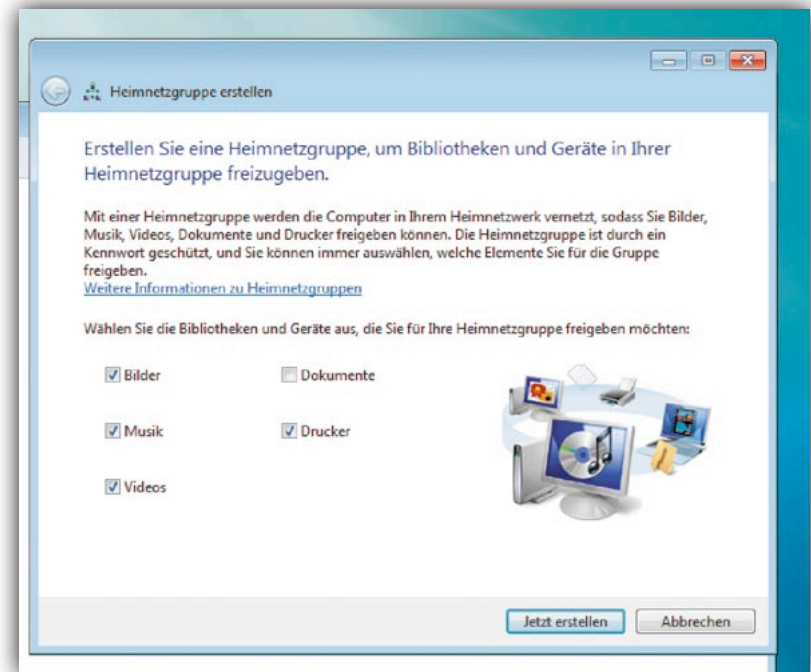 Heimnetzgruppe erstellen
Erstellen Sie eine Heimnetzgruppe, um Bibliotheken und Geräte in Ihrer
Heimnetzgruppe freizugeben.
Mit einer Heimnetzgruppe werden die Computer in Ihrem Heimnetzwerk vernetzt, sodass Sie Bilder,
Musik, Videos, Dokumente und Drucker freigeben können. Die Heimnetzgruppe ist durch ein
Kennwort geschützt, und Sie können immer auswählen, welche Elemente Sie für die Gruppe
freigeben.
Weitere Informationen zu Heimnetzgruppen
Wählen Sie die Bibliotheken und Geräte aus, die Sie für Ihre Heimnetzgruppe freigeben möchten:
Bilder Dokumente
Musik Drucker
Videos
Jetzt erstellen Abbrechen